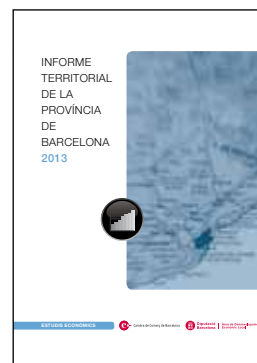 INFORME
TERRITORIAL
DE LA
PROVÍNCIA
DE
BARCELONA
2013
ESTUDIS ECONÒMICS
Cambra de Comerç de Barcelona
Diputació
Barcelona